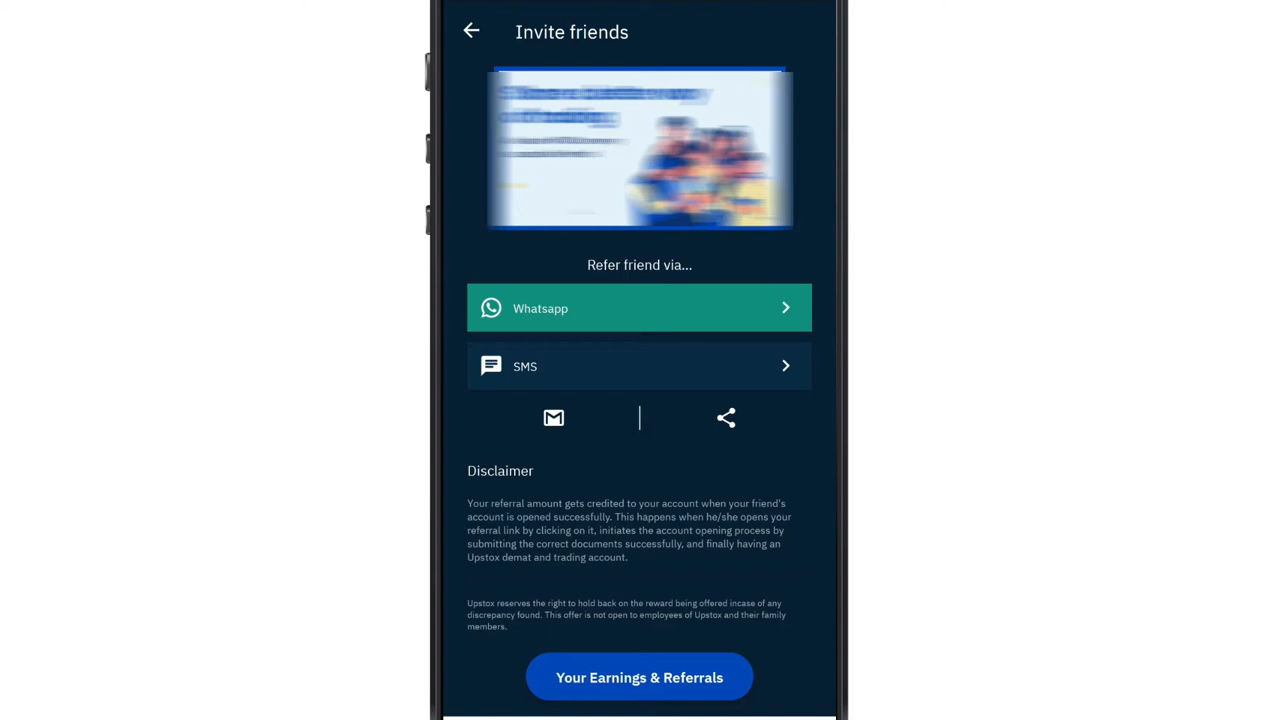 Invite friends
Refer friend via...
Whatsapp
SMS
Disclaimer
Your referral amount gets credited to your account when your friend's
account is opened successfully. This happens when he/she opens your
referral link by clicking on it, initiates the account opening process by
submitting the correct documents successfully, and finally having an
Upstox demat and trading account.
Upstox reserves the right to hold back on the reward being offered incase of any
discrepancy found. This offer is not open to employees of Upstox and their family
members.
Your Earnings & Referrals